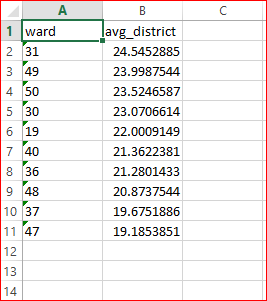 A B C
1 ward avg_district
2 31 24.5452885
3 49 23.9987544
4 50 23.5246587
5 30 23.0706614
6 19 22.0009149
7 40 21.3622381
8 36 21.2801433
9 48 20.8737544
10 37 19.6751886
11 47 19.1853851
12
13
14